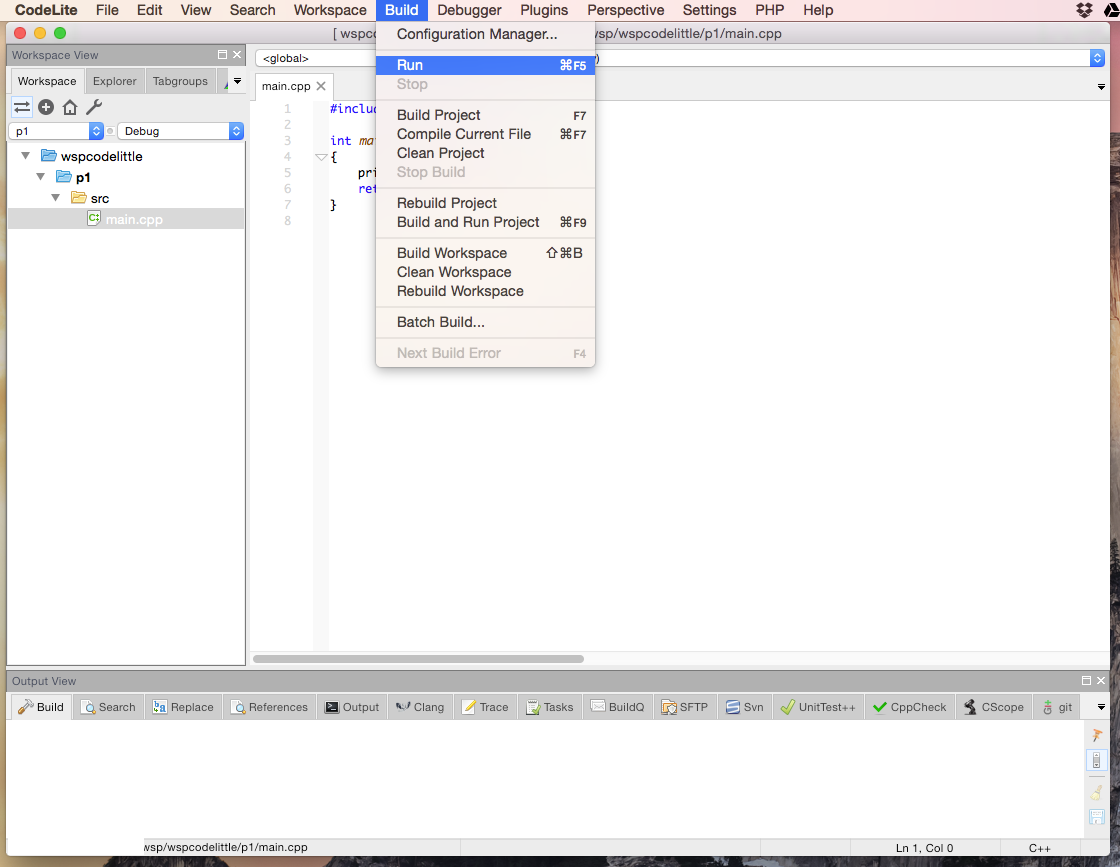 CodeLite File Edit View Search Workspace Build Debugger Plugins Perspective Settings PHP Help
[ wspco
wsp/wspcodelittle/p1/main.cpp
Workspace View
Workspace Explorer Tabgroups
p1 Debug
wspcodelittle
p1
src
main.cpp
<global>
)
main.cpp
1 #inclu
2
3 int ma
4 {
5 pri
6 ret
7 }
8
Configuration Manager...
Run ⌘F5
Stop
Build Project F7
Compile Current File ⌘F7
Clean Project
Stop Build
Rebuild Project
Build and Run Project ⌘F9
Build Workspace ⇧⌘B
Clean Workspace
Rebuild Workspace
Batch Build...
Next Build Error F4
Output View
Build Search Replace References Output Clang Trace Tasks BuildQ SFTP Svn UnitTest++ CppCheck CScope git
wsp/wspcodelittle/p1/main.cpp Ln 1, Col 0 C++